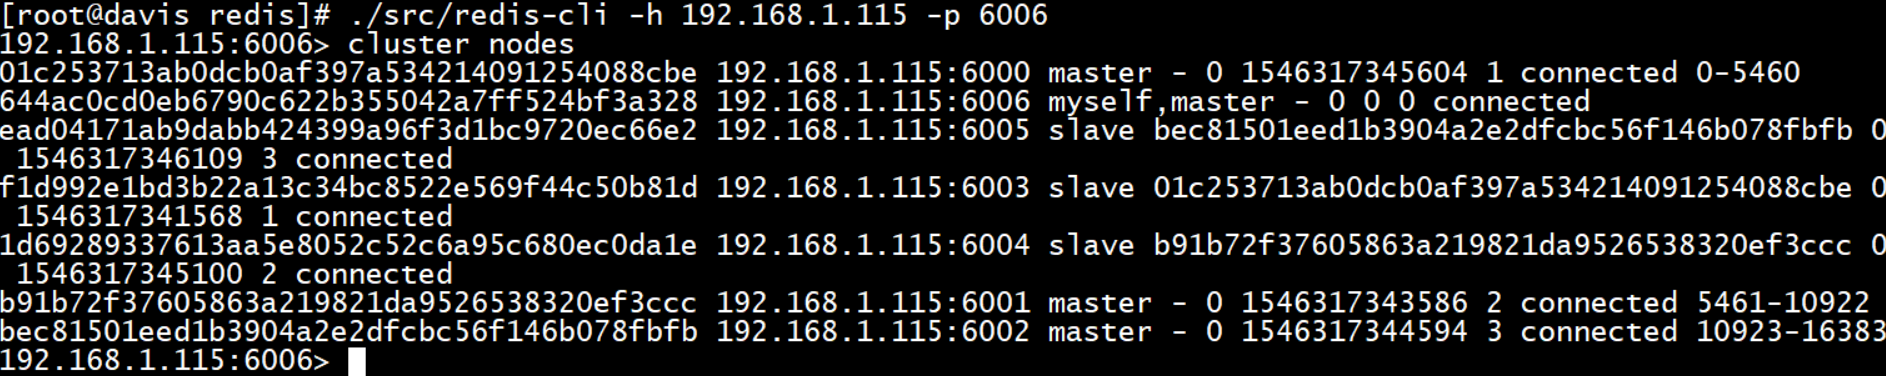 [root@davis redis]# ./src/redis-cli -h 192.168.1.115 -p 6006
192.168.1.115:6006> cluster nodes
01c253713ab0dcb0af397a534214091254088cbe 192.168.1.115:6000 master - 0 1546317345604 1 connected 0-5460
644ac0cd0eb6790c622b355042a7ff524bf3a328 192.168.1.115:6006 myself,master - 0 0 0 connected
ead04171ab9dabb424399a96f3d1bc9720ec66e2 192.168.1.115:6005 slave bec81501eed1b3904a2e2dfcbc56f146b078fbfb 0
 1546317346109 3 connected
f1d992e1bd3b22a13c34bc8522e569f44c50b81d 192.168.1.115:6003 slave 01c253713ab0dcb0af397a534214091254088cbe 0
 1546317341568 1 connected
1d69289337613aa5e8052c52c6a95c680ec0da1e 192.168.1.115:6004 slave b91b72f37605863a219821da9526538320ef3ccc 0
 1546317345100 2 connected
b91b72f37605863a219821da9526538320ef3ccc 192.168.1.115:6001 master - 0 1546317343586 2 connected 5461-10922
bec81501eed1b3904a2e2dfcbc56f146b078fbfb 192.168.1.115:6002 master - 0 1546317344594 3 connected 10923-16383
192.168.1.115:6006>